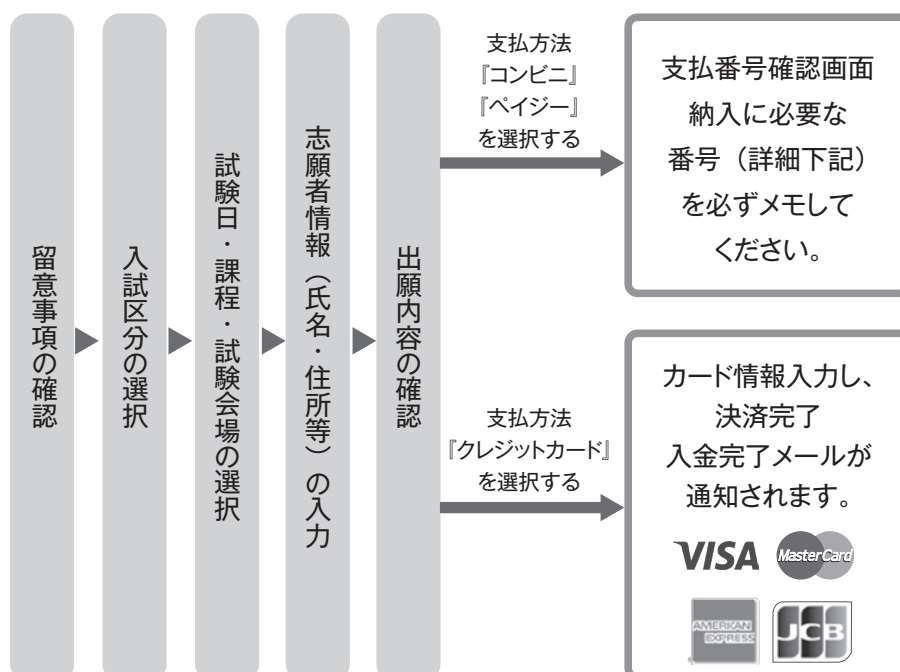 留意事項の確認
入試区分の選択
試験日・課程・試験会場の選択
志願者情報（氏名・住所等）の入力
出願内容の確認
支払方法
『コンビニ』
『ペイジー』
を選択する
支払番号確認画面
納入に必要な
番号（詳細下記）
を必ずメモして
ください。
支払方法
『クレジットカード』
を選択する
カード情報入力し、
決済完了
入金完了メールが
通知されます。
VISA
MasterCard
AMERICAN
EXPRESS
JCB